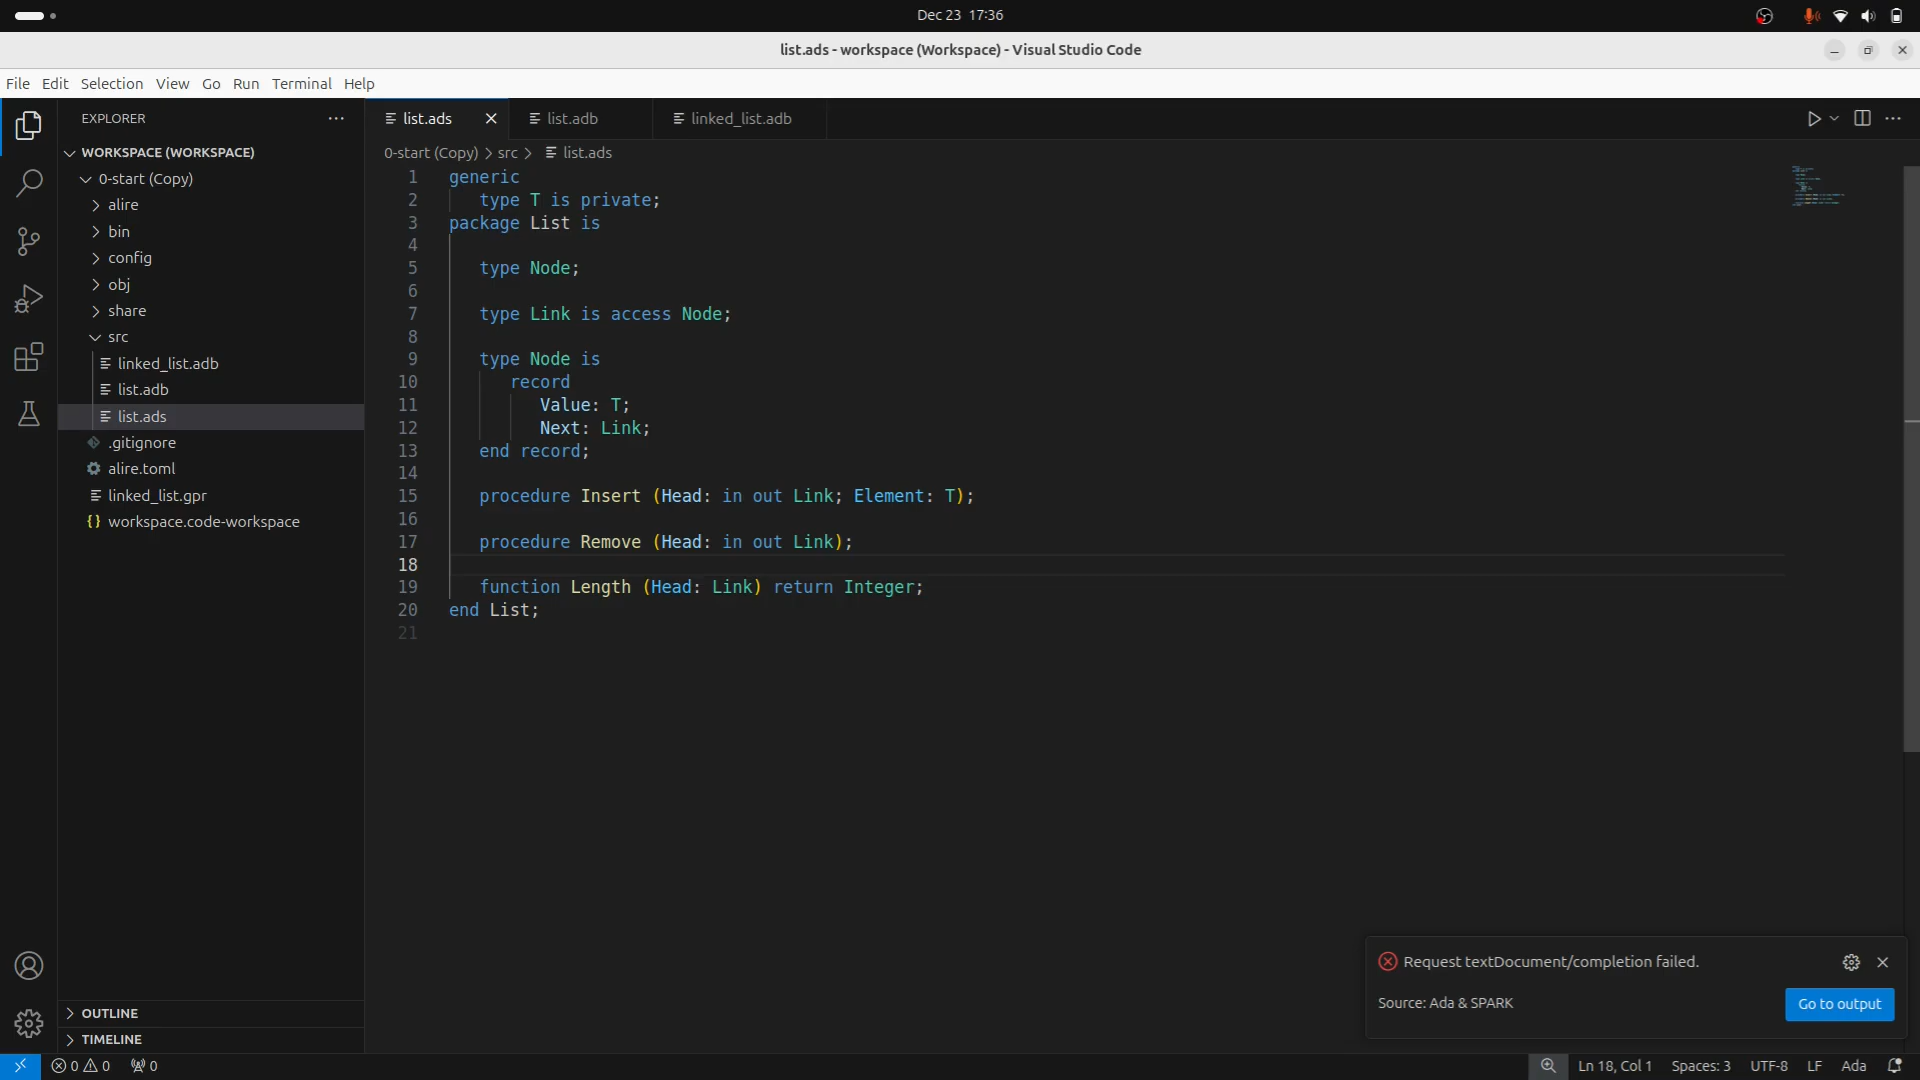 Dec 23 17:36
list.ads - workspace (Workspace) - Visual Studio Code
File Edit Selection View Go Run Terminal Help
EXPLORER
WORKSPACE (WORKSPACE)
0-start (Copy)
alire
bin
config
obj
share
src
linked_list.adb
list.adb
list.ads
.gitignore
alire.toml
linked_list.gpr
{} workspace.code-workspace
OUTLINE
TIMELINE
list.ads list.adb linked_list.adb
0-start (Copy) > src > list.ads
1 generic
2 type T is private;
3 package List is
4
5 type Node;
6
7 type Link is access Node;
8
9 type Node is
10 record
11 Value: T;
12 Next: Link;
13 end record;
14
15 procedure Insert (Head: in out Link; Element: T);
16
17 procedure Remove (Head: in out Link);
18
19 function Length (Head: Link) return Integer;
20 end List;
21
Request textDocument/completion failed.
Source: Ada & SPARK
Go to output
0 0 0 Ln 18, Col 1 Spaces: 3 UTF-8 LF Ada